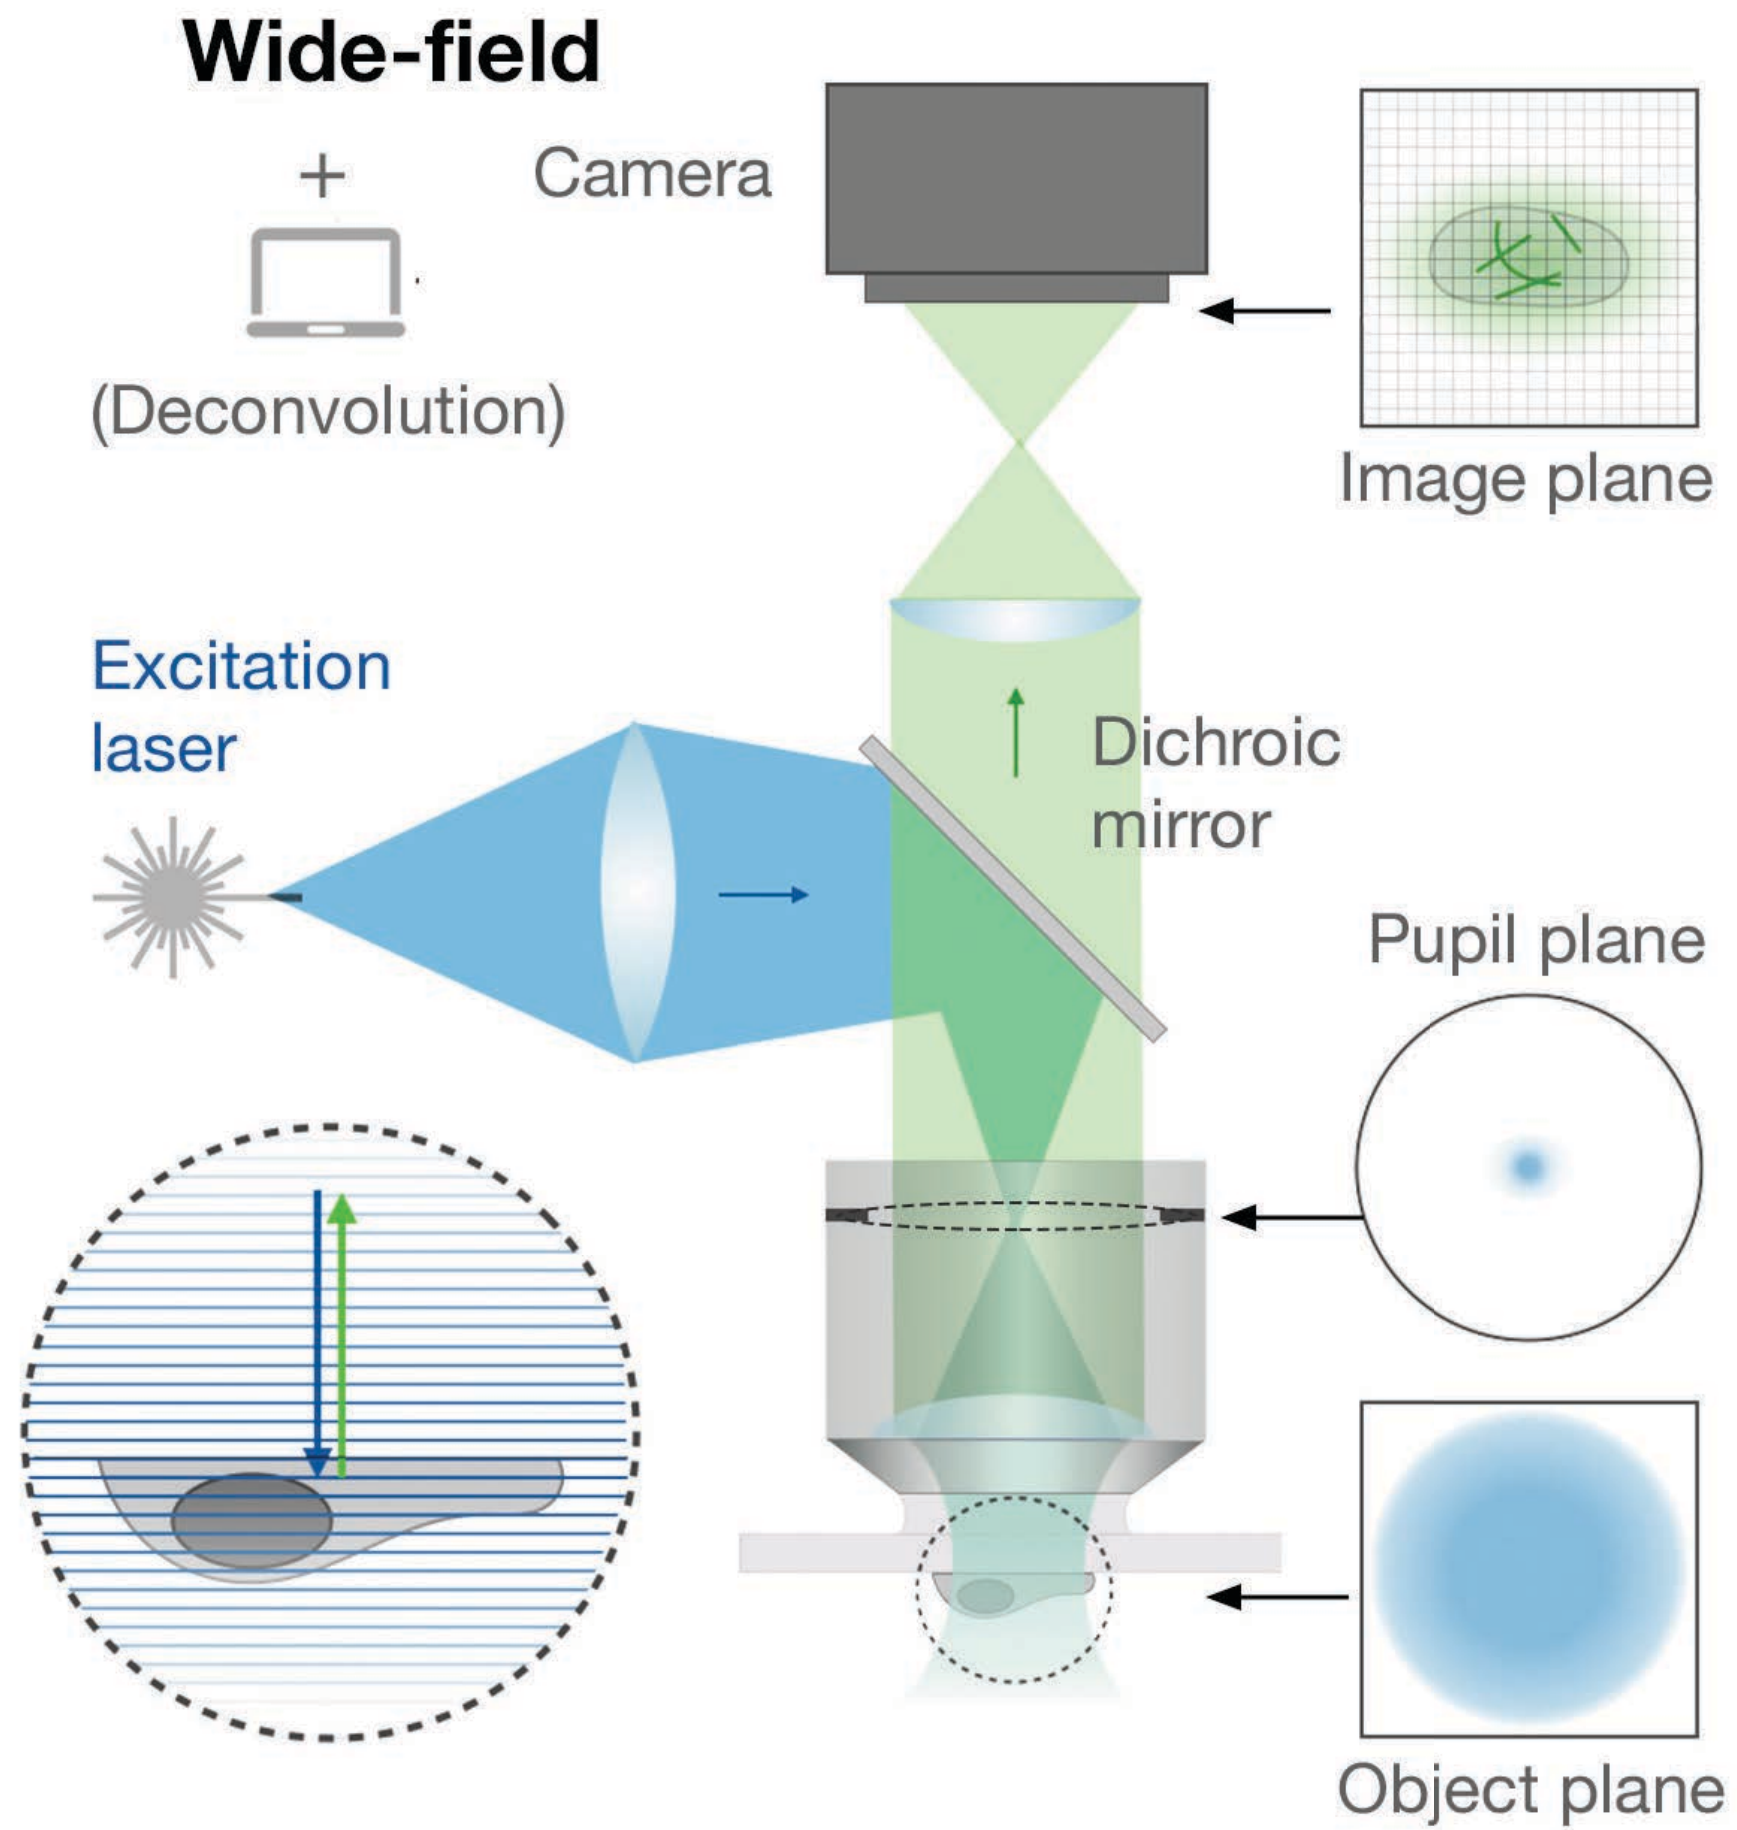 Wide-field
+
Camera
(Deconvolution)
Image plane
Excitation
laser
Dichroic
mirror
Pupil plane
Object plane